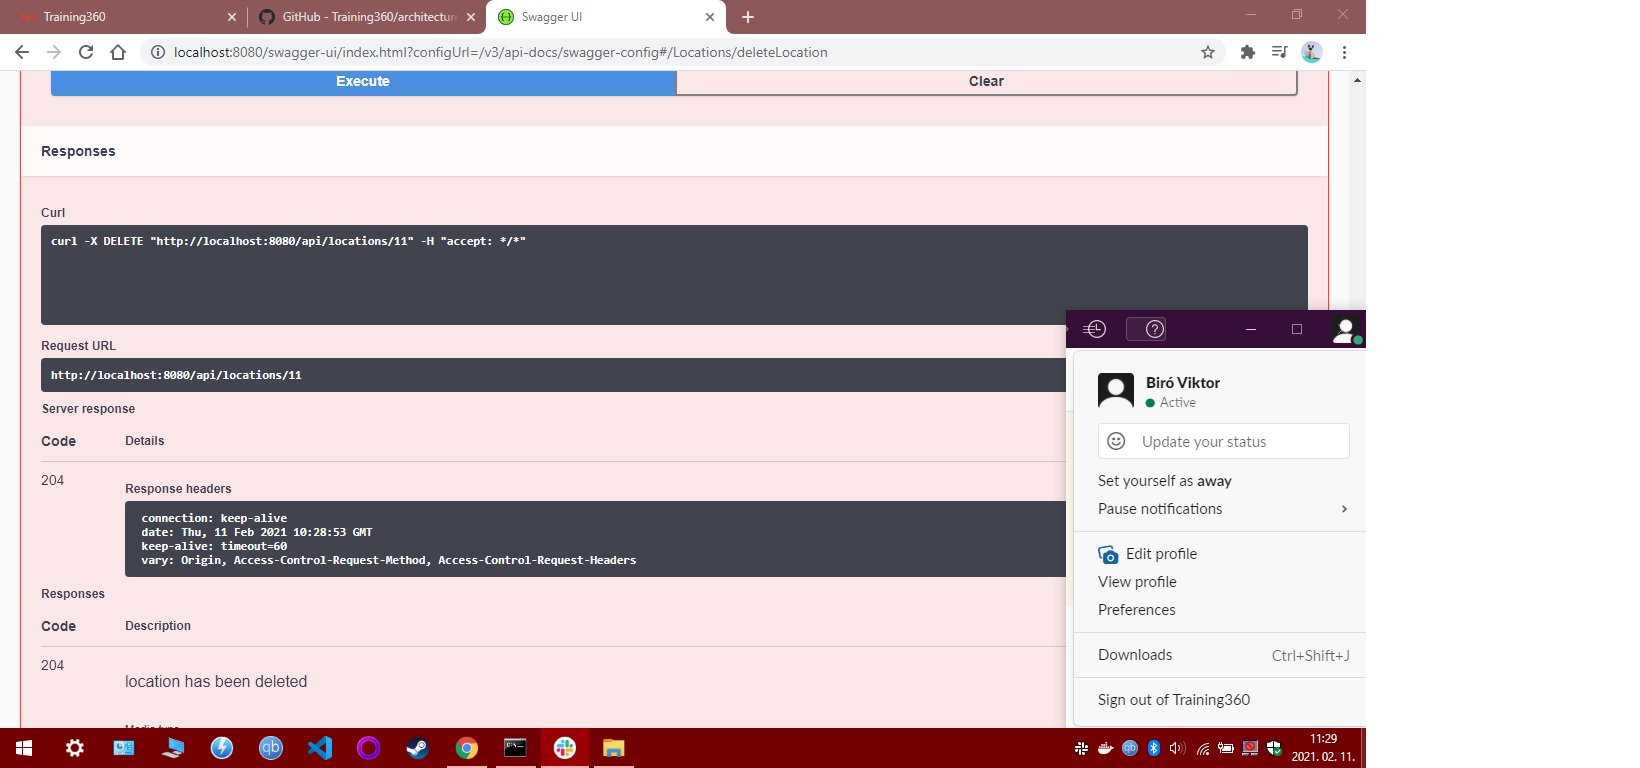 Training360
GitHub - Training360/architecture
Swagger UI
localhost:8080/swagger-ui/index.html?configUrl=/v3/api-docs/swagger-config#/Locations/deleteLocation
Execute
Clear
Responses
Curl
curl -X DELETE "http://localhost:8080/api/locations/11" -H "accept: */*"
Request URL
http://localhost:8080/api/locations/11
Server response
Code Details
204
Response headers
connection: keep-alive
date: Thu, 11 Feb 2021 10:28:53 GMT
keep-alive: timeout=60
vary: Origin, Access-Control-Request-Method, Access-Control-Request-Headers
Responses
Code Description
204
location has been deleted
Biró Viktor
Active
Update your status
Set yourself as away
Pause notifications
Edit profile
View profile
Preferences
Downloads Ctrl+Shift+J
Sign out of Training360
qb
qb
11:29
2021. 02. 11.